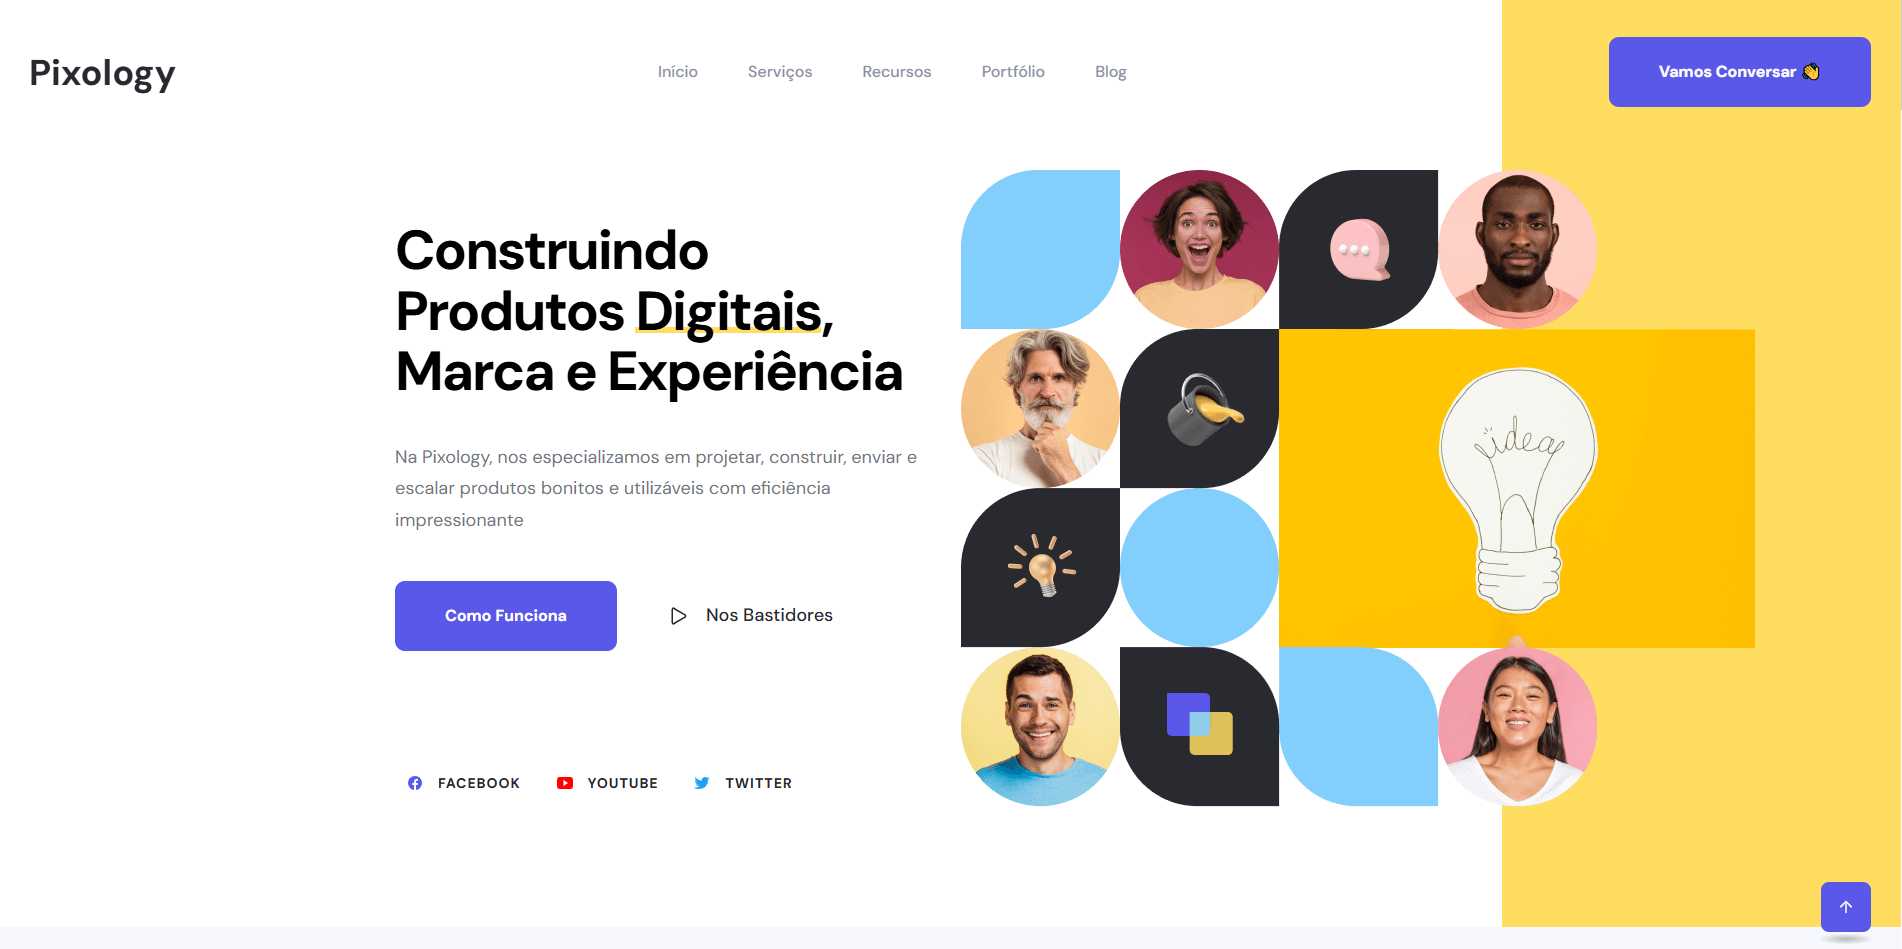 Pixology
Início
Serviços
Recursos
Portfólio
Blog
Vamos Conversar
Construindo
Produtos Digitais,
Marca e Experiência
Na Pixology, nos especializamos em projetar, construir, enviar e
escalar produtos bonitos e utilizáveis com eficiência
impressionante
Como Funciona
Nos Bastidores
idea
FACEBOOK
YOUTUBE
TWITTER